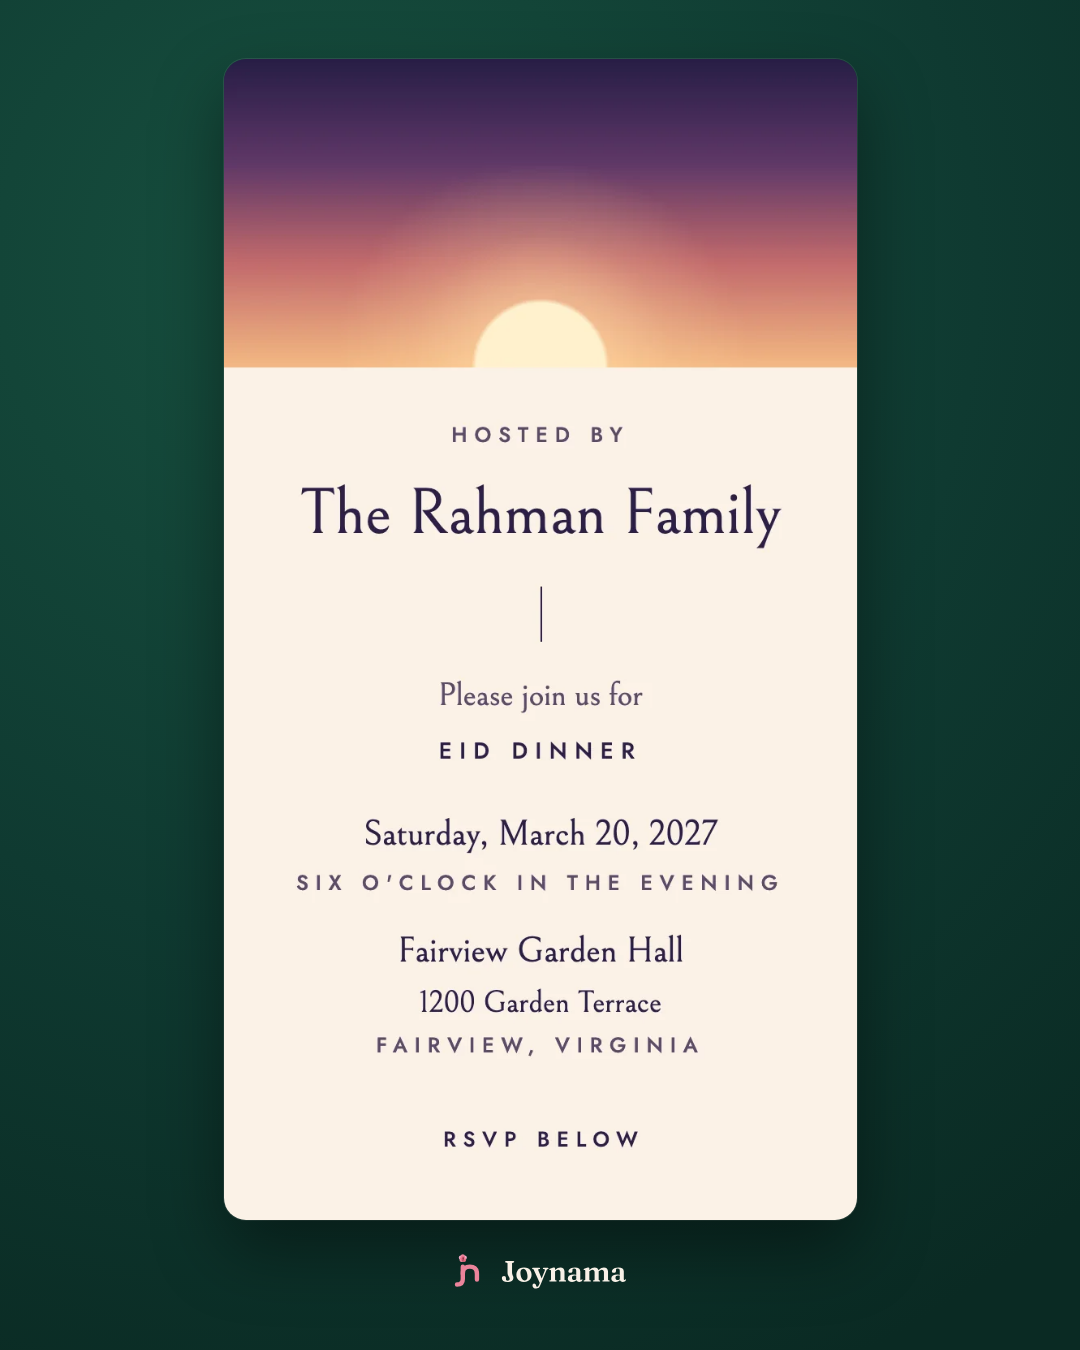 HOSTED BY
The Rahman Family
Please join us for
EID DINNER
Saturday, March 20, 2027
SIX O'CLOCK IN THE EVENING
Fairview Garden Hall
1200 Garden Terrace
FAIRVIEW, VIRGINIA
RSVP BELOW
Joynama